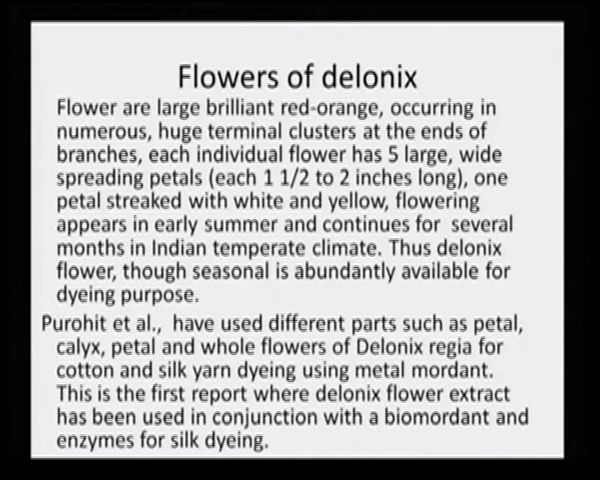 Flowers of delonix
Flower are large brilliant red-orange, occurring in
numerous, huge terminal clusters at the ends of
branches, each individual flower has 5 large, wide
spreading petals (each 1 1/2 to 2 inches long), one
petal streaked with white and yellow, flowering
appears in early summer and continues for several
months in Indian temperate climate. Thus delonix
flower, though seasonal is abundantly available for
dyeing purpose.
Purohit et al., have used different parts such as petal,
calyx, petal and whole flowers of Delonix regia for
cotton and silk yarn dyeing using metal mordant.
This is the first report where delonix flower extract
has been used in conjunction with a biomordant and
enzymes for silk dyeing.